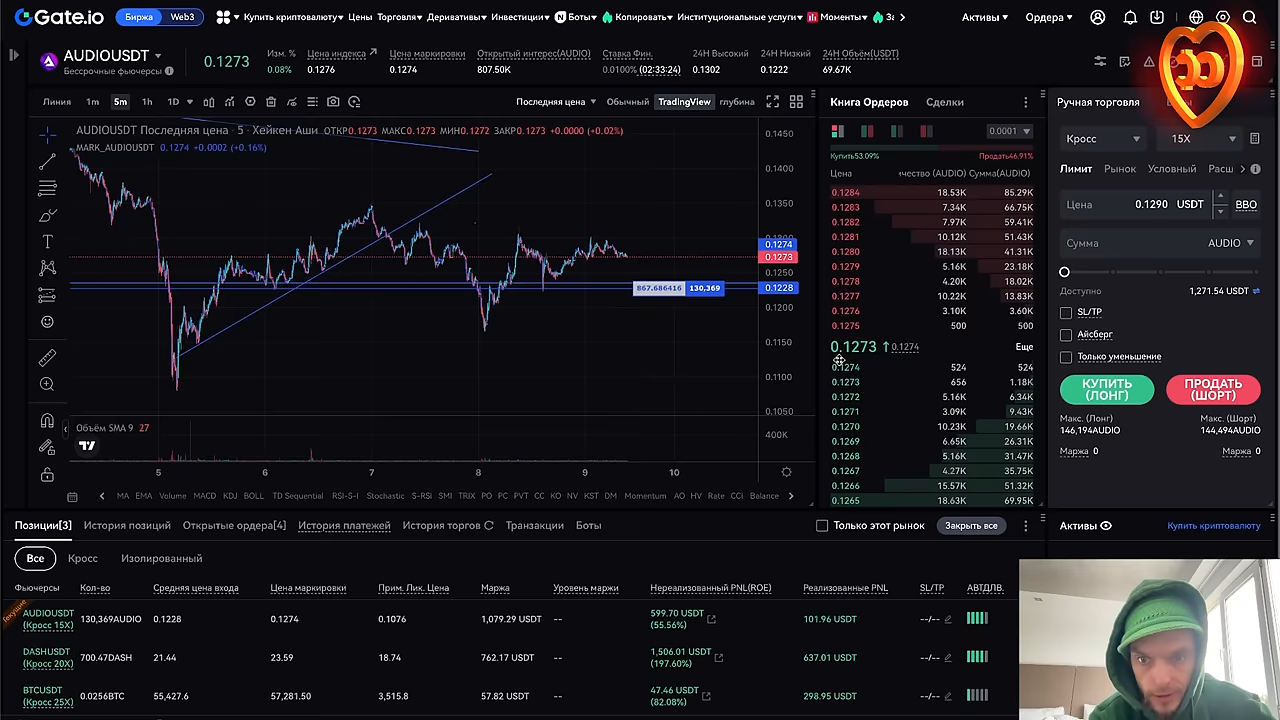 Gate.io Биржа Web3 Купить криптовалюту Цены Торговля Деривативы Инвестиции Боты Копировать Институциональные услуги Моменты За Активы Ордера
AUDIOUSDT
Бессрочные фьючерсы
0.1273
Изм. % Цена индекса Цена маркировки Открытый интерес(AUDIO) Ставка Фин. 24H Высокий 24H Низкий 24H Объём(USDT)
0.08% 0.1276 0.1274 807.50K 0.0100% (02:33:24) 0.1302 0.1222 69.67K
Линия 1m 5m 1h 1D Последняя цена Обычный TradingView глубина
AUDIOUSDT Последняя цена · 5 · Хейкен Аши ОТКР0.1273 МАКС0.1273 МИН0.1272 ЗАКР0.1273 +0.0000 (+0.02%)
MARK_AUDIOUSDT 0.1274 +0.0002 (+0.16%)
0.1450
0.1400
0.1350
0.1274
0.1273
0.1250
867.686416 130,369 0.1228
0.1200
0.1150
0.1100
0.1050
Объём SMA 9 27
400K
5 6 7 8 9 10
MA EMA Volume MACD KDJ BOLL TD Sequential RSI-S-I Stochastic S-RSI SMI TRIX PO PC PVT CC KO NV KST DM Momentum AO HV Rate CCI Balance
Книга Ордеров Сделки
0.0001
Купить53.09% Продать46.91%
Цена ичество (AUDIO) Сумма(AUDIO)
0.1284 18.53K 85.29K
0.1283 7.34K 66.75K
0.1282 7.97K 59.41K
0.1281 10.12K 51.43K
0.1280 18.13K 41.31K
0.1279 5.16K 23.18K
0.1278 4.20K 18.02K
0.1277 10.22K 13.83K
0.1276 3.10K 3.60K
0.1275 500 500
0.1273 ↑ 0.1274 Еще
0.1274 524 524
0.1273 656 1.18K
0.1272 5.16K 6.34K
0.1271 3.09K 9.43K
0.1270 10.23K 19.66K
0.1269 6.65K 26.31K
0.1268 5.16K 31.47K
0.1267 4.27K 35.75K
0.1266 15.57K 51.32K
0.1265 18.63K 69.95K
Ручная торговля
Кросс 15X
Лимит Рынок Условный Расш
Цена 0.1290 USDT BBO
Сумма AUDIO
Доступно 1,271.54 USDT
SL/TP
Айсберг
Только уменьшение
КУПИТЬ (ЛОНГ) ПРОДАТЬ (ШОРТ)
Макс. (Лонг) Макс. (Шорт)
146,194AUDIO 144,494AUDIO
Маржа 0 Маржа 0
Позиции[3] История позиций Открытые ордера[4] История платежей История торгов Транзакции Боты Только этот рынок Закрыть все
Активы Купить криптовалюту
Все Кросс Изолированный
Фьючерсы Кол-во Средняя цена входа Цена маркировки Прим. Лик. Цена Маржа Уровень маржи Нереализованный PNL(ROE) Реализованные PNL SL/TP АВТДЛВ.
Текущие
AUDIOUSDT 130,369AUDIO 0.1228 0.1274 0.1076 1,079.29 USDT -- 599.70 USDT 101.96 USDT --/--
(Кросс 15X) (55.56%)
DASHUSDT 700.47DASH 21.44 23.59 18.74 762.17 USDT -- 1,506.01 USDT 637.01 USDT --/--
(Кросс 20X) (197.60%)
BTCUSDT 0.0256BTC 55,427.6 57,281.50 3,515.8 57.82 USDT -- 47.46 USDT 298.95 USDT --/--
(Кросс 25X) (82.08%)